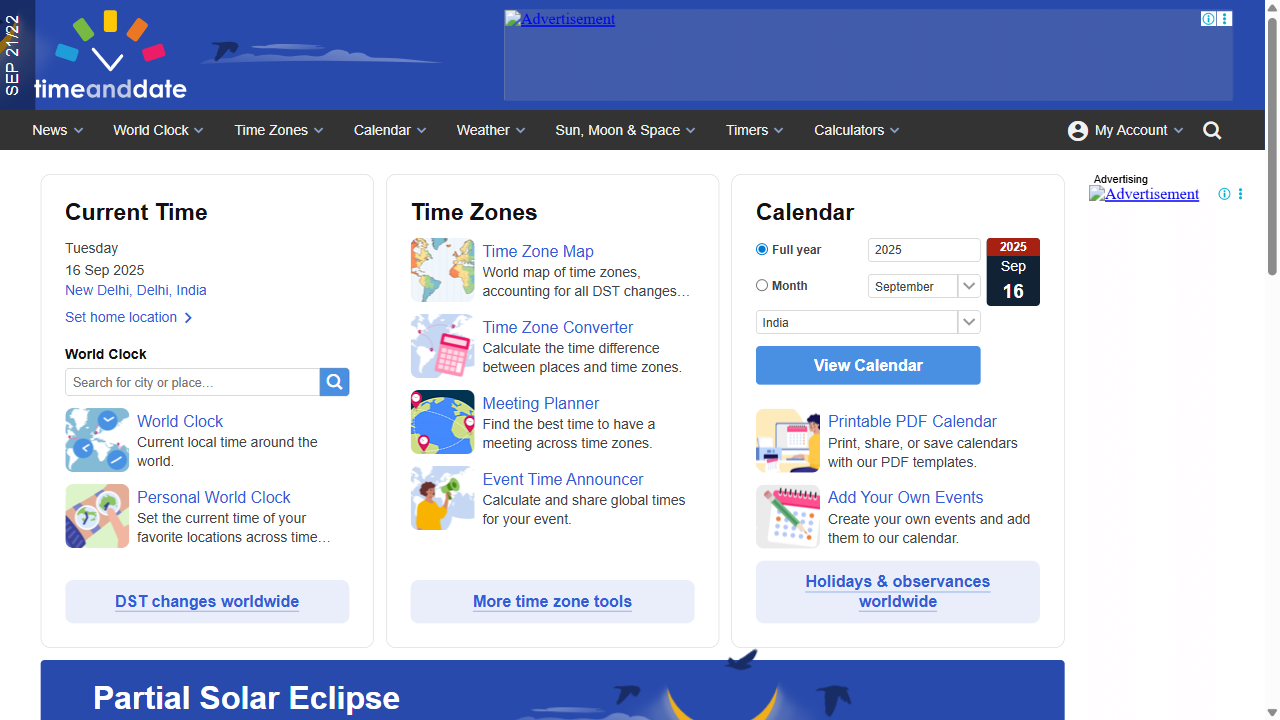 SEP 21/22
timeanddate
Advertisement
News
World Clock
Time Zones
Calendar
Weather
Sun, Moon & Space
Timers
Calculators
My Account
Current Time
Tuesday
16 Sep 2025
New Delhi, Delhi, India
Set home location
World Clock
Search for city or place...
World Clock
Current local time around the
world.
Personal World Clock
Set the current time of your
favorite locations across time…
DST changes worldwide
Time Zones
Time Zone Map
World map of time zones,
accounting for all DST changes…
Time Zone Converter
Calculate the time difference
between places and time zones.
Meeting Planner
Find the best time to have a
meeting across time zones.
Event Time Announcer
Calculate and share global times
for your event.
More time zone tools
Calendar
Full year
2025
Month
September
India
2025
Sep
16
View Calendar
Printable PDF Calendar
Print, share, or save calendars
with our PDF templates.
Add Your Own Events
Create your own events and add
them to our calendar.
Holidays & observances
worldwide
Advertising
Advertisement
Partial Solar Eclipse